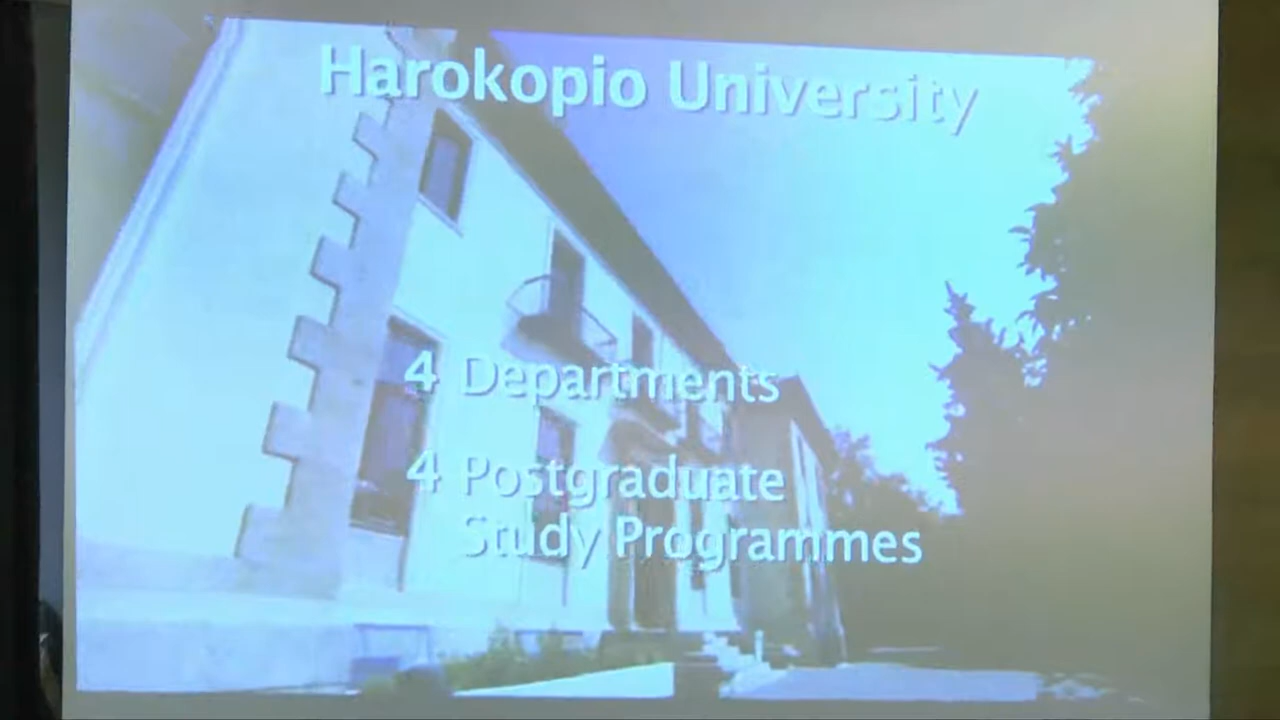 Harokopio University
4 Departments
4 Postgraduate
Study Programmes